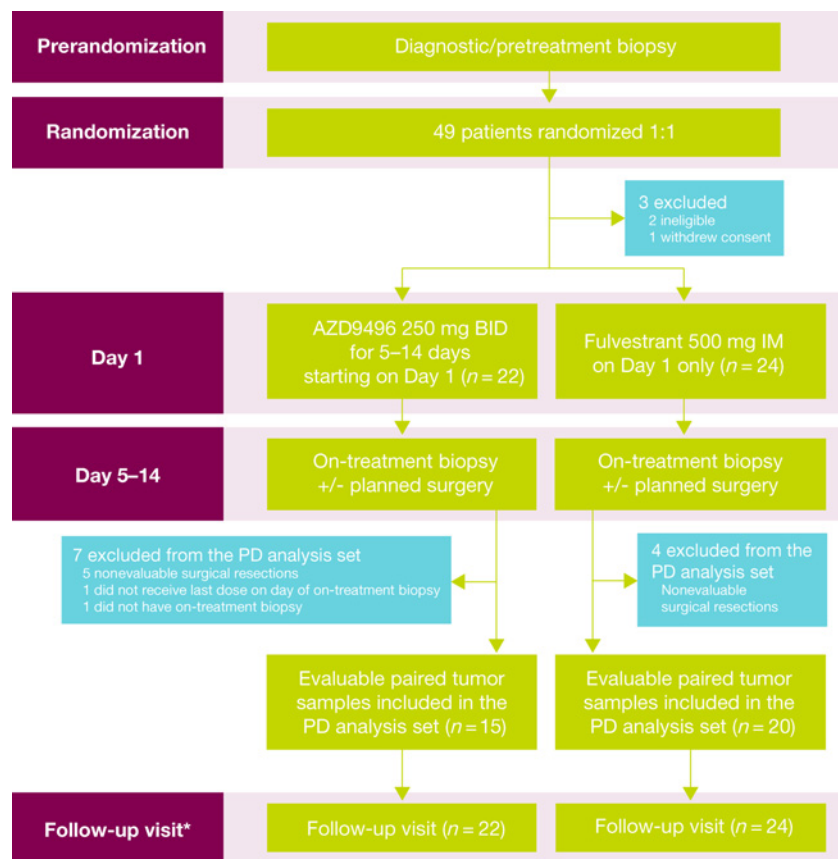 Prerandomization
Diagnostic/pretreatment biopsy
Randomization
49 patients randomized 1:1
3 excluded
2 ineligible
1 withdrew consent
Day 1
AZD9496 250 mg BID
for 5–14 days
starting on Day 1 (n = 22)
Fulvestrant 500 mg IM
on Day 1 only (n = 24)
Day 5–14
On-treatment biopsy
+/- planned surgery
On-treatment biopsy
+/- planned surgery
7 excluded from the PD analysis set
5 nonevaluable surgical resections
1 did not receive last dose on day of on-treatment biopsy
1 did not have on-treatment biopsy
4 excluded from the
PD analysis set
Nonevaluable
surgical resections
Evaluable paired tumor
samples included in the
PD analysis set (n = 15)
Evaluable paired tumor
samples included in the
PD analysis set (n = 20)
Follow-up visit*
Follow-up visit (n = 22)
Follow-up visit (n = 24)